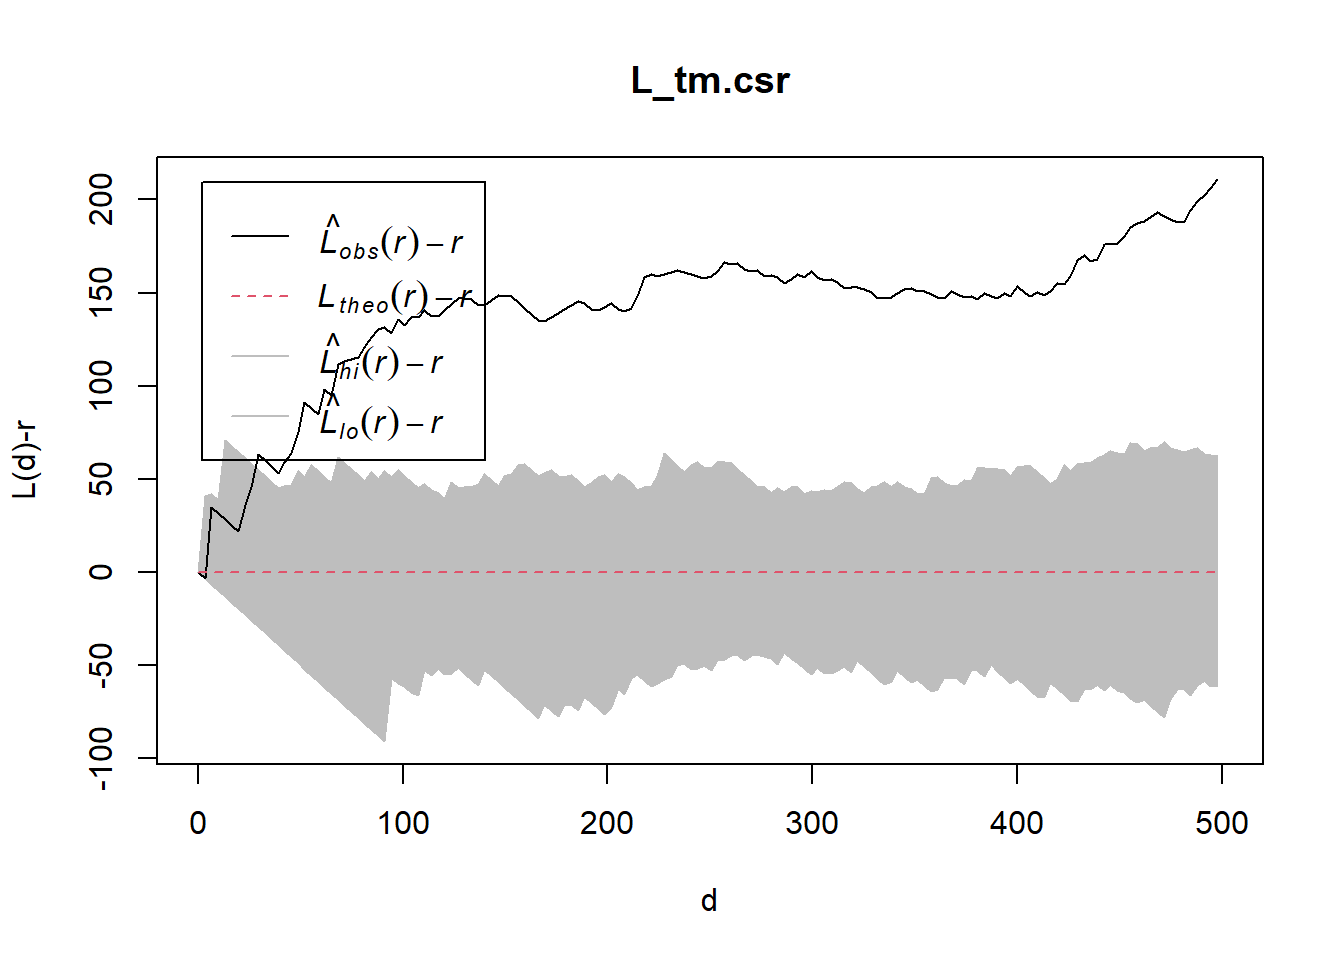 L_tm.csr
L(d)-r
200
150
100
50
0
-50
-100
L̂obs(r) – r
Ltheo(r) – r
L̂hi(r) – r
L̂lo(r) – r
0 100 200 300 400 500
d